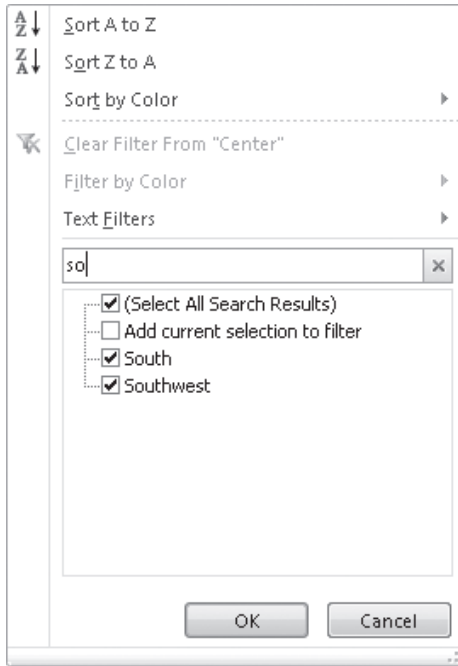 Sort A to Z
Sort Z to A
Sort by Color
Clear Filter From "Center"
Filter by Color
Text Filters
so
(Select All Search Results)
Add current selection to filter
South
Southwest
OK
Cancel